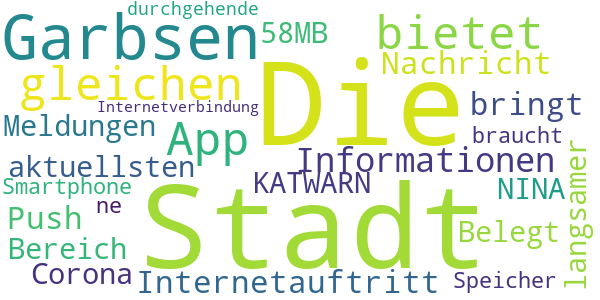 durchgehende
Garbsen
58MB
bietet
gleichen
Die
Nachricht
Internetverbindung
bringt
Meldungen
App
braucht
aktuellsten
Informationen
langsamer
Smartphone
KATWARN
NINA
ne
Stadt
Push
Belegt
Bereich
Corona
Internetauftritt
Speicher